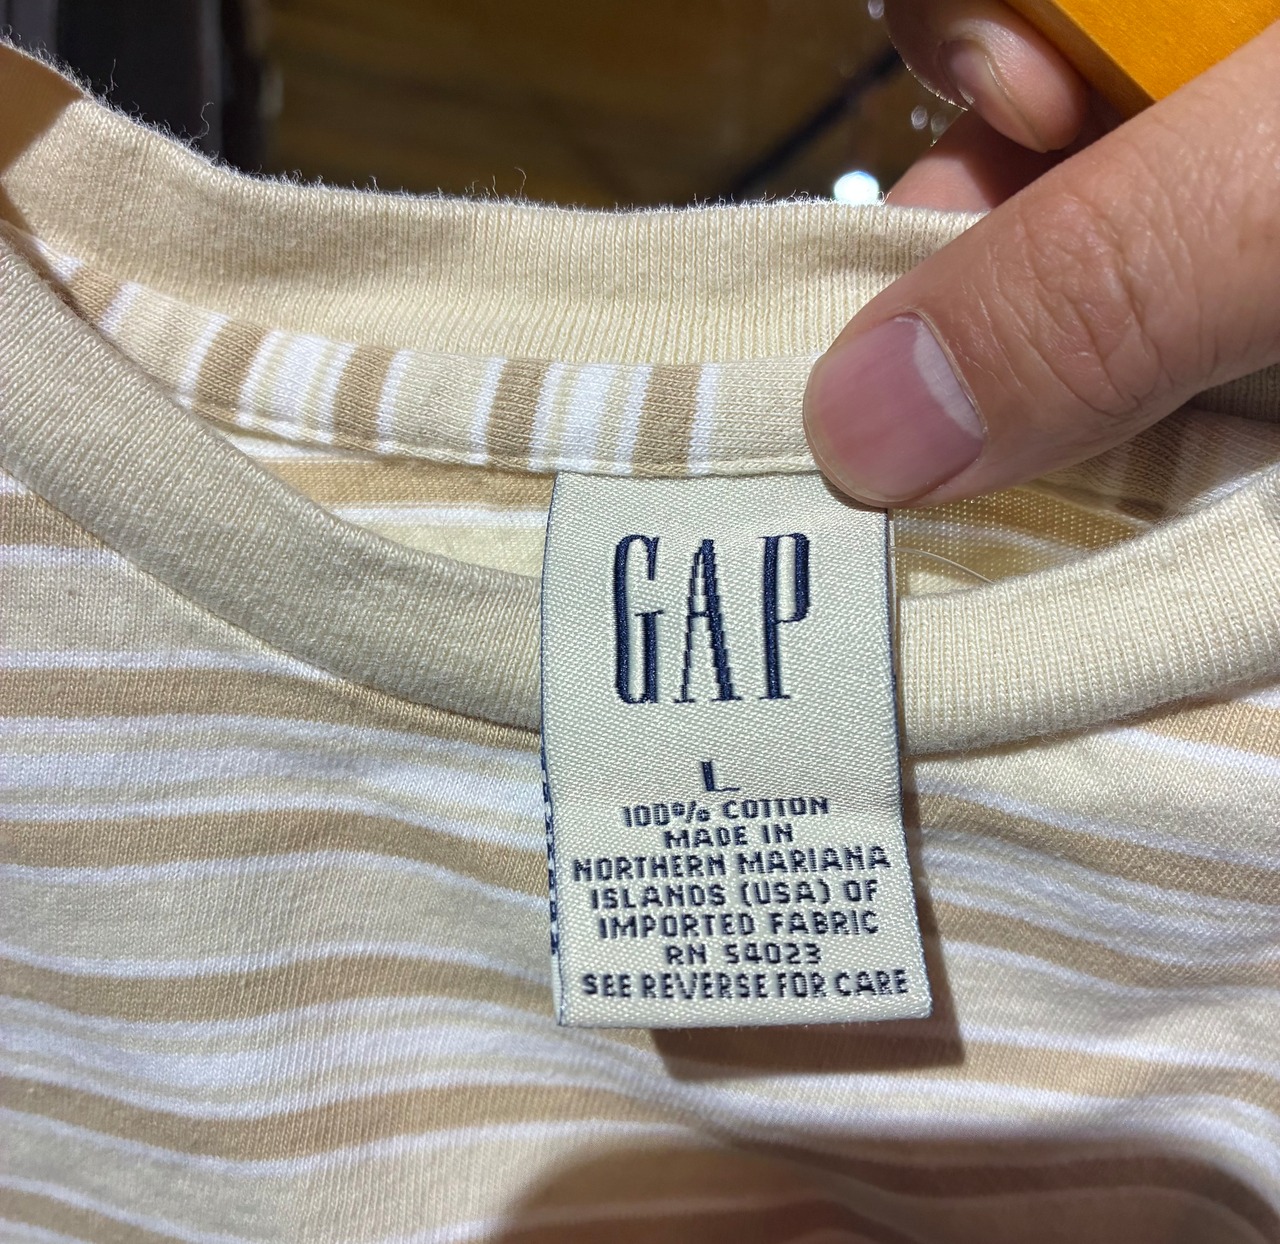 GAP
L
100% COTTON
MADE IN
NORTHERN MARIANA
ISLANDS (USA) OF
IMPORTED FABRIC
RN 54023
SEE REVERSE FOR CARE